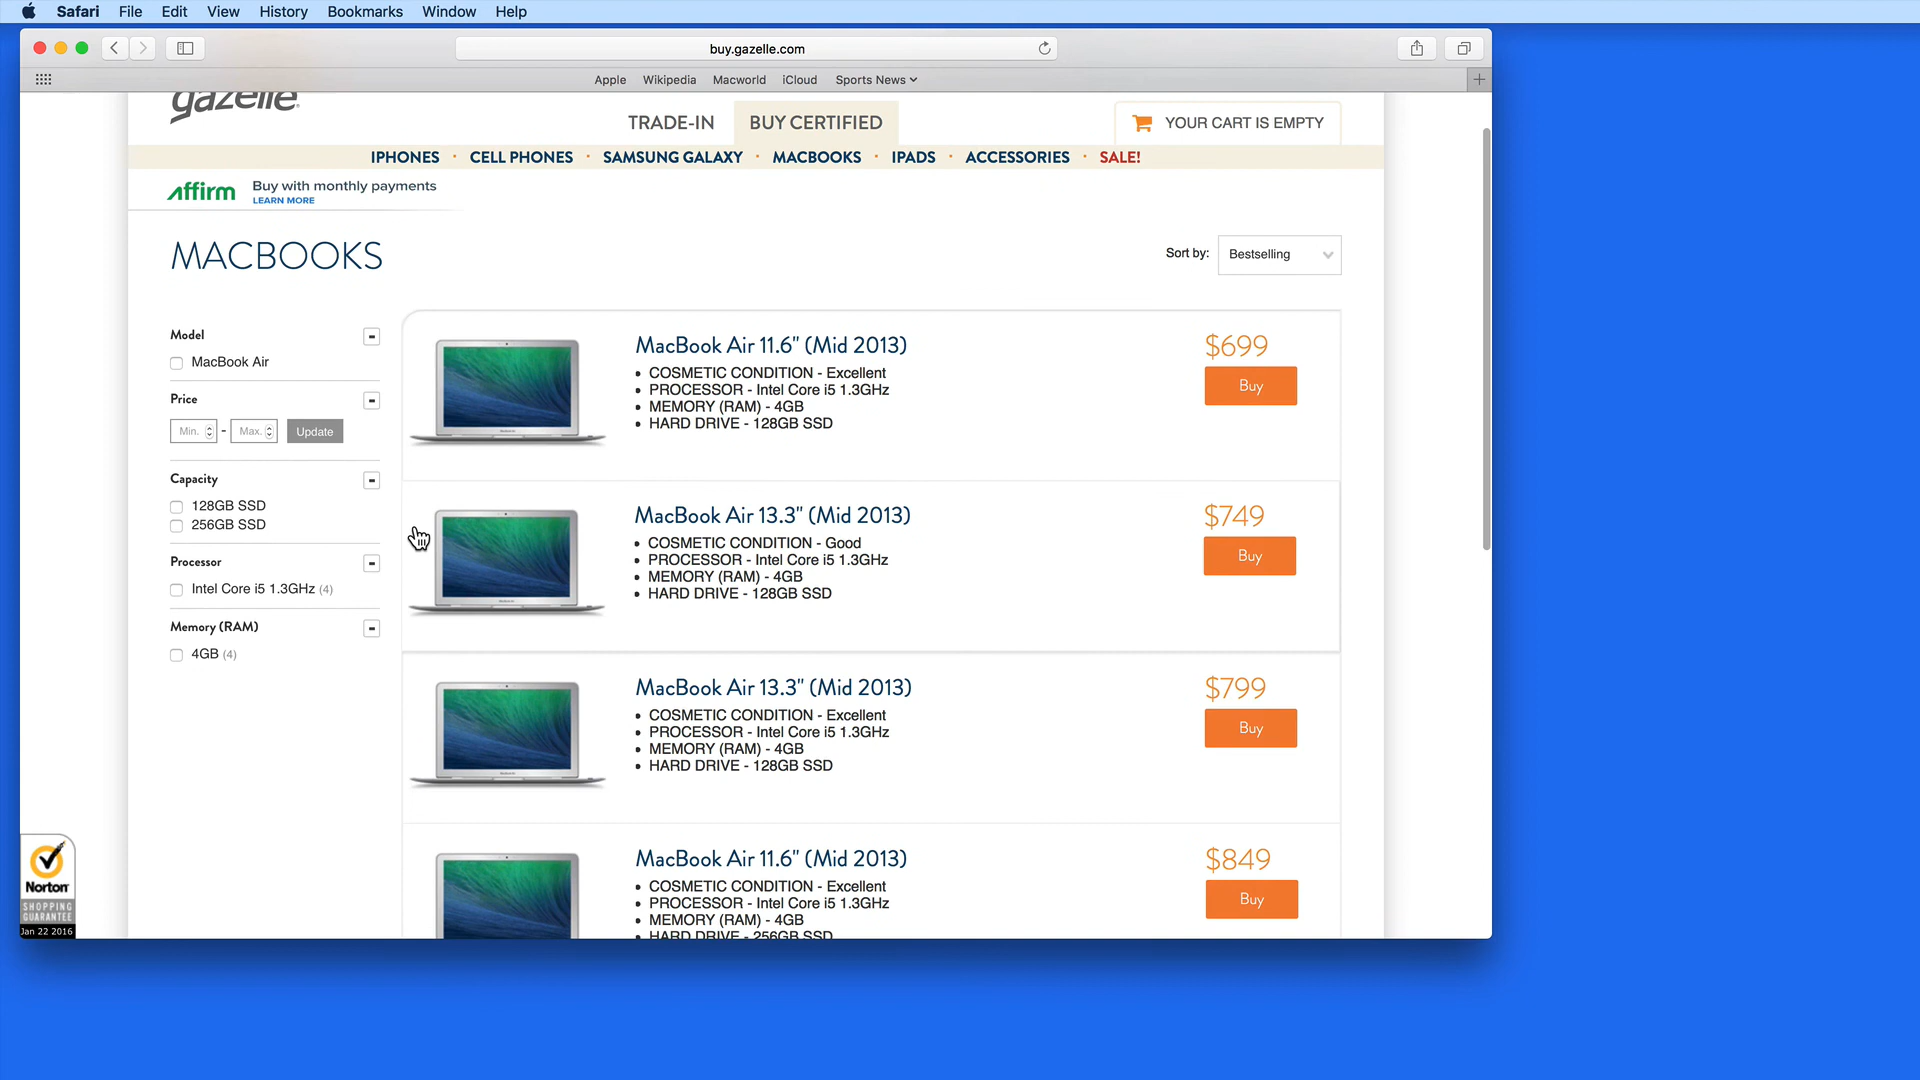 Safari File Edit View History Bookmarks Window Help
buy.gazelle.com
Apple Wikipedia Macworld iCloud Sports News
gazelle
TRADE-IN BUY CERTIFIED YOUR CART IS EMPTY
IPHONES · CELL PHONES · SAMSUNG GALAXY · MACBOOKS · IPADS · ACCESSORIES · SALE!
affirm Buy with monthly payments
LEARN MORE
MACBOOKS
Sort by: Bestselling
Model
MacBook Air
Price
Min. - Max. Update
Capacity
128GB SSD
256GB SSD
Processor
Intel Core i5 1.3GHz (4)
Memory (RAM)
4GB (4)
MacBook Air 11.6" (Mid 2013)
• COSMETIC CONDITION - Excellent
• PROCESSOR - Intel Core i5 1.3GHz
• MEMORY (RAM) - 4GB
• HARD DRIVE - 128GB SSD
$699
Buy
MacBook Air 13.3" (Mid 2013)
• COSMETIC CONDITION - Good
• PROCESSOR - Intel Core i5 1.3GHz
• MEMORY (RAM) - 4GB
• HARD DRIVE - 128GB SSD
$749
Buy
MacBook Air 13.3" (Mid 2013)
• COSMETIC CONDITION - Excellent
• PROCESSOR - Intel Core i5 1.3GHz
• MEMORY (RAM) - 4GB
• HARD DRIVE - 128GB SSD
$799
Buy
MacBook Air 11.6" (Mid 2013)
• COSMETIC CONDITION - Excellent
• PROCESSOR - Intel Core i5 1.3GHz
• MEMORY (RAM) - 4GB
• HARD DRIVE - 256GB SSD
$849
Buy
Norton
SHOPPING
GUARANTEE
Jan 22 2016